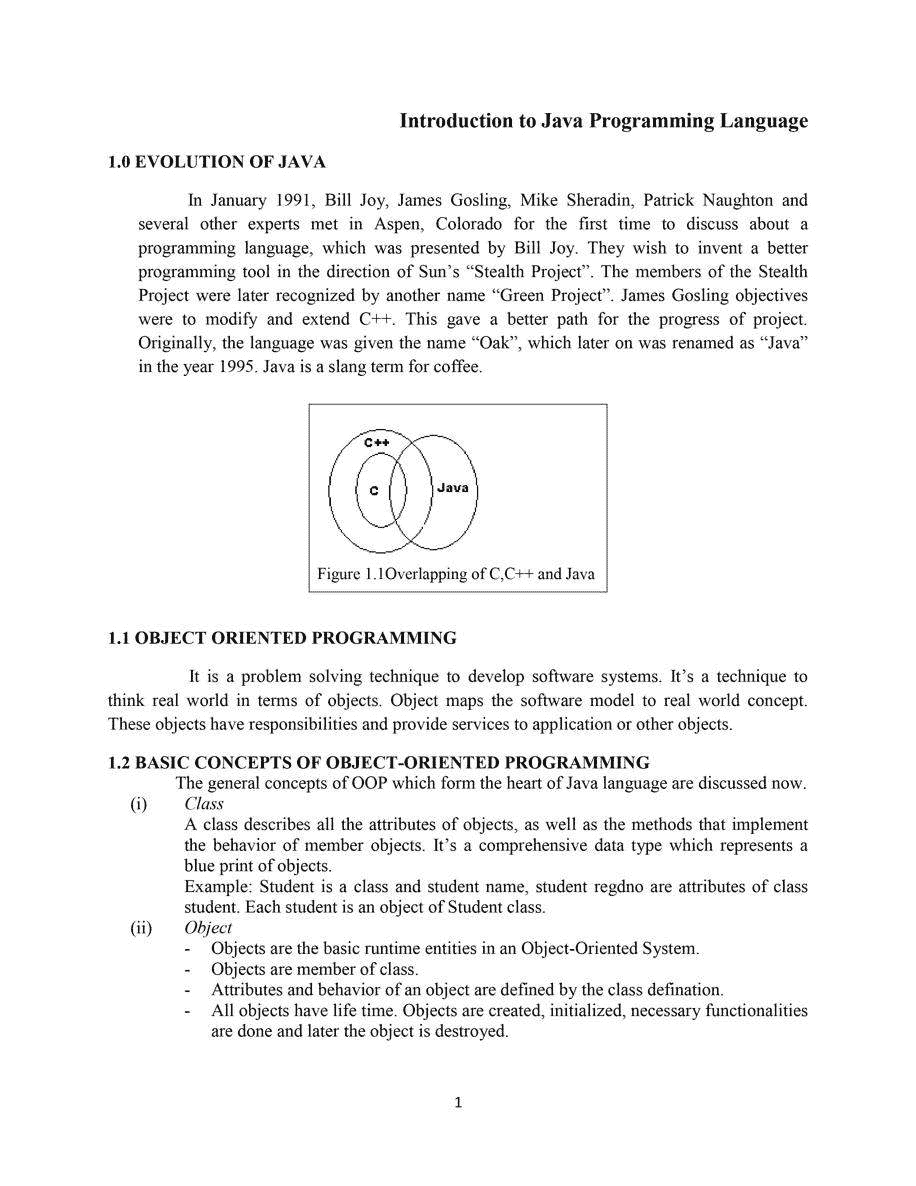 Introduction to Java Programming Language
1.0 EVOLUTION OF JAVA
In January 1991, Bill Joy, James Gosling, Mike Sheradin, Patrick Naughton and
several other experts met in Aspen, Colorado for the first time to discuss about a
programming language, which was presented by Bill Joy. They wish to invent a better
programming tool in the direction of Sun’s “Stealth Project”. The members of the Stealth
Project were later recognized by another name “Green Project”. James Gosling objectives
were to modify and extend C++. This gave a better path for the progress of project.
Originally, the language was given the name “Oak”, which later on was renamed as “Java”
in the year 1995. Java is a slang term for coffee.
C++
C
Java
Figure 1.1Overlapping of C,C++ and Java
1.1 OBJECT ORIENTED PROGRAMMING
It is a problem solving technique to develop software systems. It’s a technique to
think real world in terms of objects. Object maps the software model to real world concept.
These objects have responsibilities and provide services to application or other objects.
1.2 BASIC CONCEPTS OF OBJECT-ORIENTED PROGRAMMING
The general concepts of OOP which form the heart of Java language are discussed now.
(i) Class
A class describes all the attributes of objects, as well as the methods that implement
the behavior of member objects. It’s a comprehensive data type which represents a
blue print of objects.
Example: Student is a class and student name, student regdno are attributes of class
student. Each student is an object of Student class.
(ii) Object
- Objects are the basic runtime entities in an Object-Oriented System.
- Objects are member of class.
- Attributes and behavior of an object are defined by the class defination.
- All objects have life time. Objects are created, initialized, necessary functionalities
are done and later the object is destroyed.
1